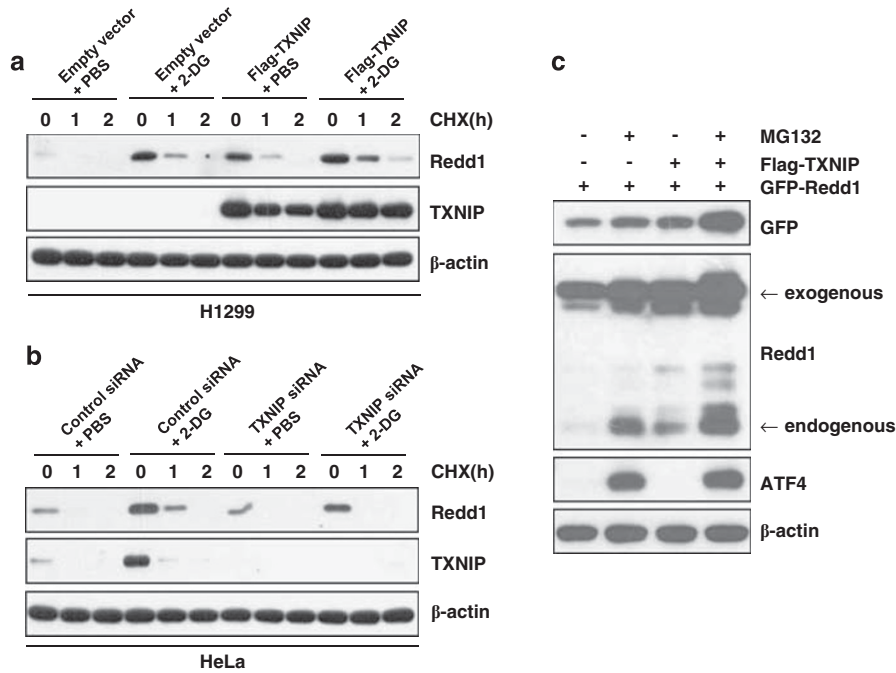 a
Empty vector
+ PBS
Empty vector
+ 2-DG
Flag-TXNIP
+ PBS
Flag-TXNIP
+ 2-DG
0 1 2 0 1 2 0 1 2 0 1 2 CHX(h)
Redd1
TXNIP
β-actin
H1299
b
Control siRNA
+ PBS
Control siRNA
+ 2-DG
TXNIP siRNA
+ PBS
TXNIP siRNA
+ 2-DG
0 1 2 0 1 2 0 1 2 0 1 2 CHX(h)
Redd1
TXNIP
β-actin
HeLa
c
- + - + MG132
- - + + Flag-TXNIP
+ + + + GFP-Redd1
GFP
← exogenous
Redd1
← endogenous
ATF4
β-actin